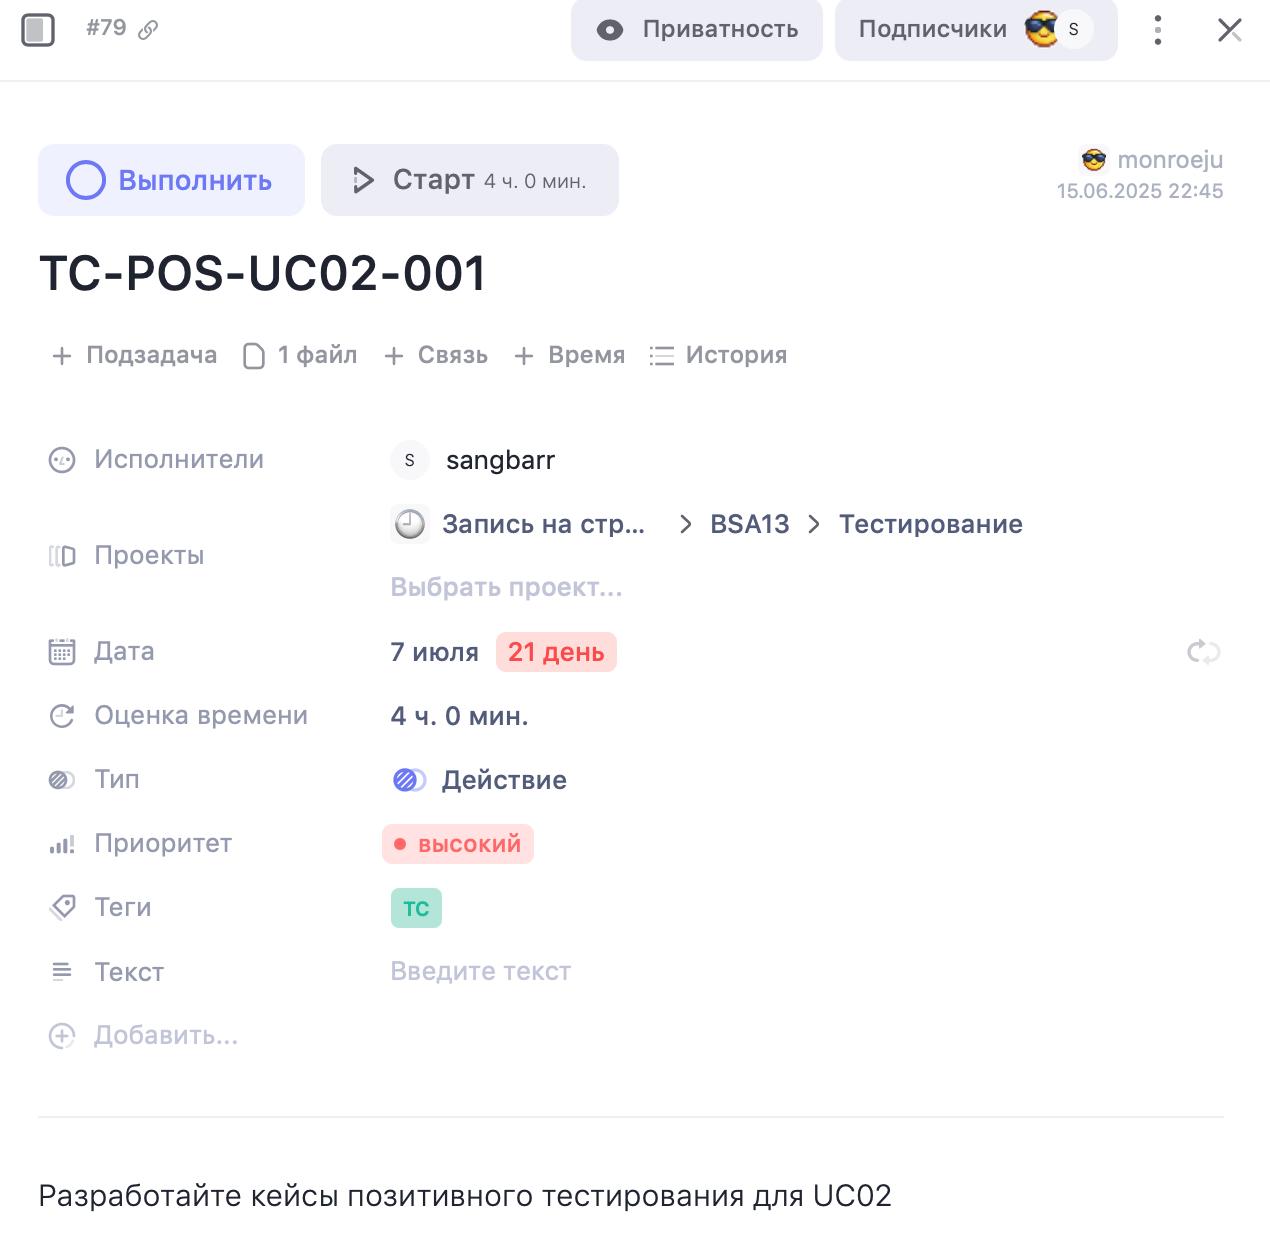 #79
Приватность
Подписчики S
Выполнить
Старт 4 ч. 0 мин.
monroeju
15.06.2025 22:45
TC-POS-UC02-001
Подзадача 1 файл Связь Время История
Исполнители S sangbarr
Проекты Запись на стр... > BSA13 > Тестирование
Выбрать проект...
Дата 7 июля 21 день
Оценка времени 4 ч. 0 мин.
Тип Действие
Приоритет высокий
Теги TC
Текст Введите текст
Добавить...
Разработайте кейсы позитивного тестирования для UC02